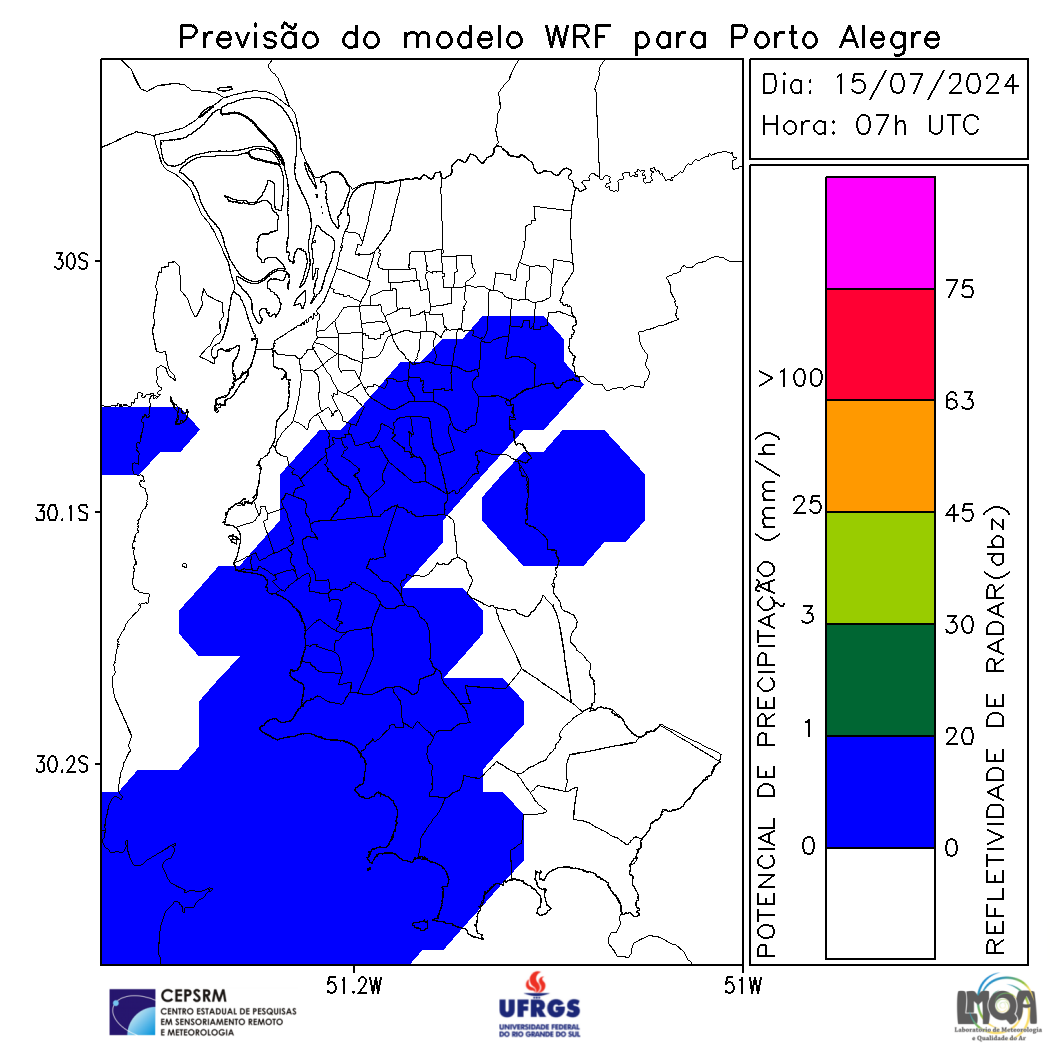 Previsão do modelo WRF para Porto Alegre
Dia: 15/07/2024
Hora: 07h UTC
30S
30.1S
30.2S
51.2W
51W
POTENCIAL DE PRECIPITAÇÃO (mm/h)
>100
25
3
1
0
75
63
45
30
20
0
REFLETIVIDADE DE RADAR(dbz)
CEPSRM
CENTRO ESTADUAL DE PESQUISAS
EM SENSORIAMENTO REMOTO
E METEOROLOGIA
UFRGS
UNIVERSIDADE FEDERAL
DO RIO GRANDE DO SUL
LMQA
Laboratório de Meteorologia
e Qualidade do Ar